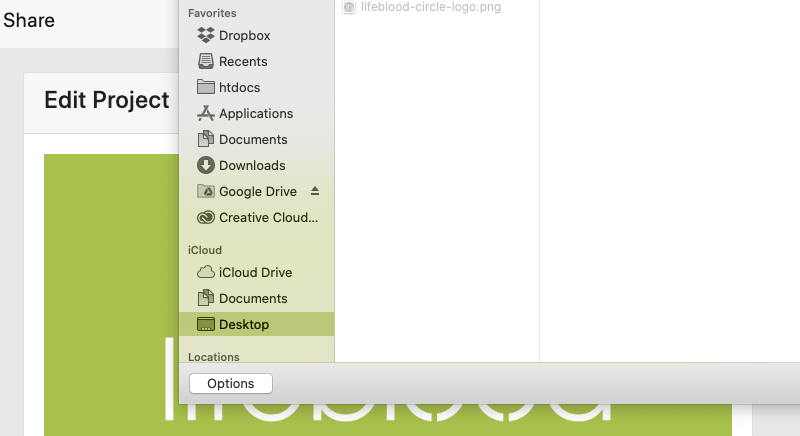 Share
Edit Project
Favorites
Dropbox
Recents
htdocs
Applications
Documents
Downloads
Google Drive
Creative Cloud...
iCloud
iCloud Drive
Documents
Desktop
Locations
lifeblood-circle-logo.png
Options
lifeblood